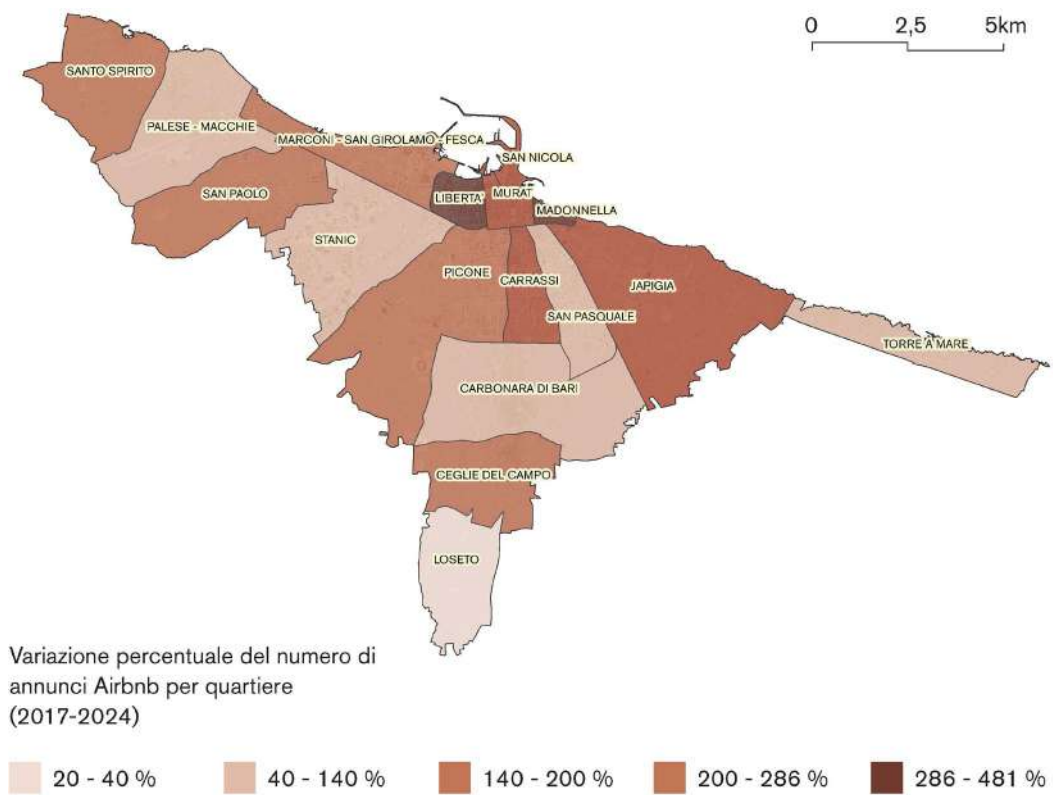 0 2,5 5km
SANTO SPIRITO
PALESE - MACCHIE
MARCONI - SAN GIROLAMO - FESCA
SAN NICOLA
SAN PAOLO
LIBERTA'
MURAT
MADONNELLA
STANIC
PICONE
CARRASSI
JAPIGIA
SAN PASQUALE
TORRE A MARE
CARBONARA DI BARI
CEGLIE DEL CAMPO
LOSETO
Variazione percentuale del numero di
annunci Airbnb per quartiere
(2017-2024)
20 - 40 % 40 - 140 % 140 - 200 % 200 - 286 % 286 - 481 %